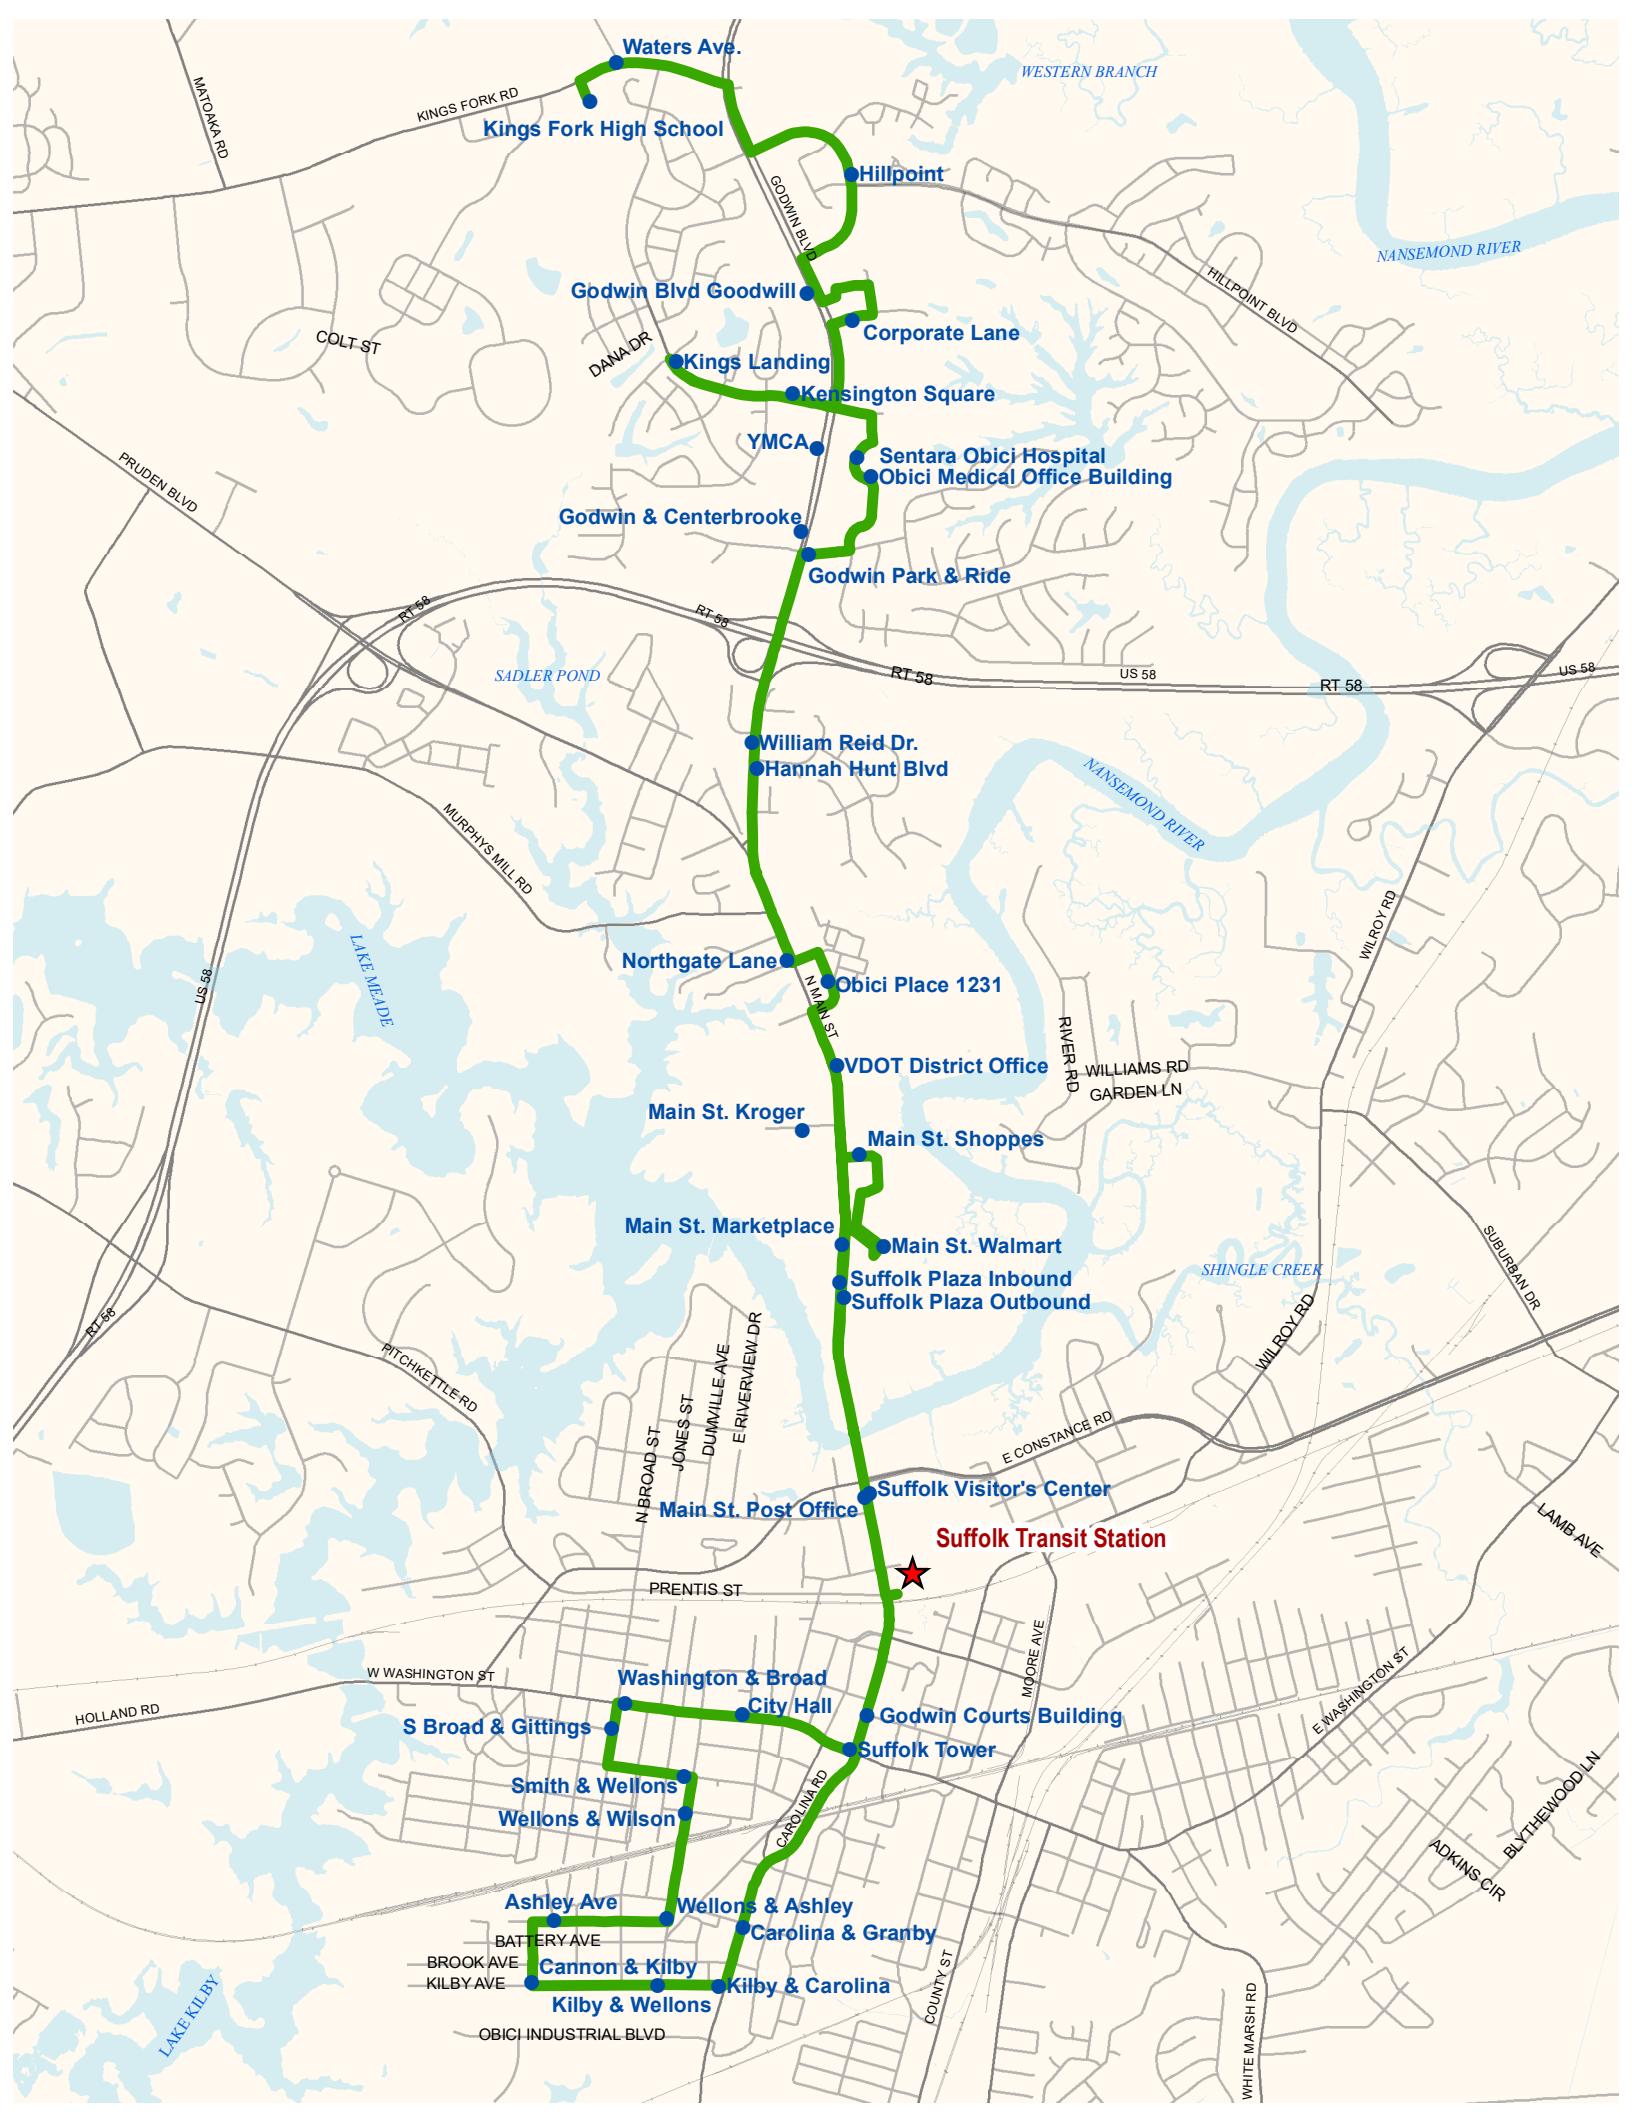 Waters Ave.
WESTERN BRANCH
KINGS FORK RD
MATOAKA RD
Kings Fork High School
Hillpoint
GODWIN BLVD
NANSEMOND RIVER
HILLPOINT BLVD
Godwin Blvd Goodwill
Corporate Lane
COLT ST
DANA DR
Kings Landing
Kensington Square
YMCA
Sentara Obici Hospital
Obici Medical Office Building
PRUDEN BLVD
Godwin & Centerbrooke
Godwin Park & Ride
RT 58
RT 58
RT 58
US 58
RT 58
US 58
SADLER POND
William Reid Dr.
Hannah Hunt Blvd
NANSEMOND RIVER
MURPHYS MILL RD
WILROY RD
LAKE MEADE
US 58
Northgate Lane
Obici Place 1231
N MAIN ST
RIVER RD
VDOT District Office
WILLIAMS RD
GARDEN LN
Main St. Kroger
Main St. Shoppes
Main St. Marketplace
Main St. Walmart
SUBURBAN DR
SHINGLE CREEK
Suffolk Plaza Inbound
Suffolk Plaza Outbound
RT 58
WILROY RD
PITCHKETTLE RD
N BROAD ST
JONES ST
DUMVILLE AVE
E RIVERVIEW DR
E CONSTANCE RD
Suffolk Visitor's Center
Main St. Post Office
LAMB AVE
Suffolk Transit Station
PRENTIS ST
MOORE AVE
W WASHINGTON ST
Washington & Broad
City Hall
HOLLAND RD
S Broad & Gittings
Godwin Courts Building
E WASHINGTON ST
Suffolk Tower
Smith & Wellons
Wellons & Wilson
CAROLINA RD
BLYTHEWOOD LN
ADKINS CIR
Ashley Ave
Wellons & Ashley
Carolina & Granby
BATTERY AVE
BROOK AVE
Cannon & Kilby
KILBY AVE
Kilby & Carolina
Kilby & Wellons
COUNTY ST
LAKE KILBY
OBICI INDUSTRIAL BLVD
WHITE MARSH RD